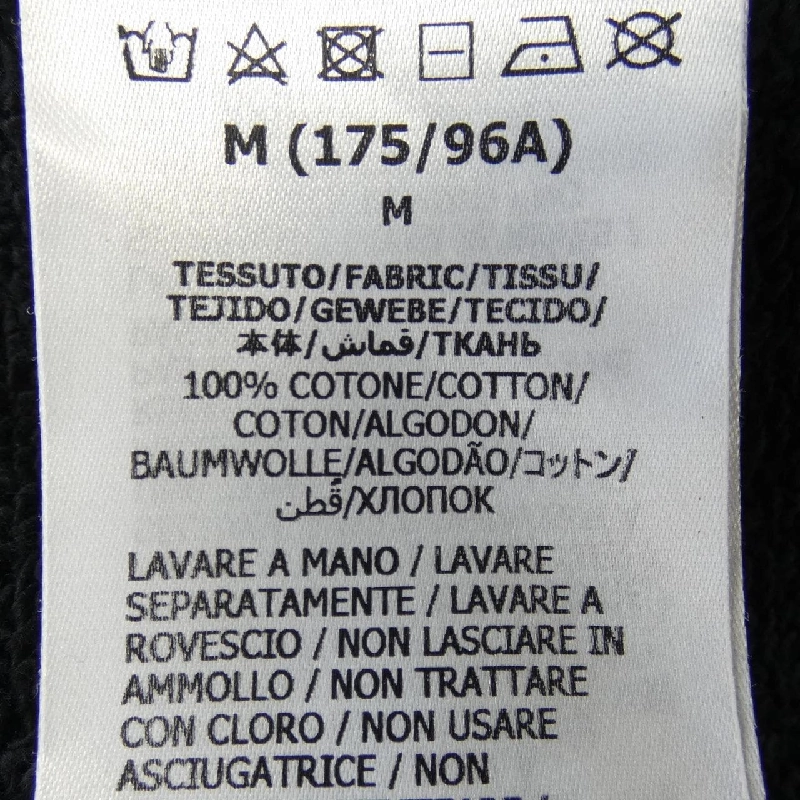 M (175/96A)
M
TESSUTO/FABRIC/TISSU/
TEJIDO/GEWEBE/TECIDO/
本体/قماش/ТКАНЬ
100% COTONE/COTTON/
COTON/ALGODON/
BAUMWOLLE/ALGODÃO/コットン/
قُطن/ХЛОПОК
LAVARE A MANO / LAVARE
SEPARATAMENTE / LAVARE A
ROVESCIO / NON LASCIARE IN
AMMOLLO / NON TRATTARE
CON CLORO / NON USARE
ASCIUGATRICE / NON